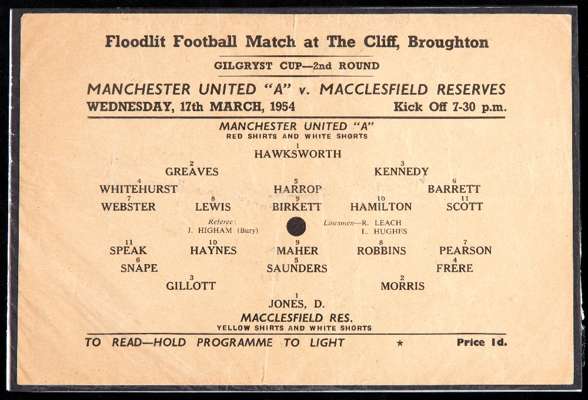 Floodlit Football Match at The Cliff, Broughton
GILGRYST CUP—2nd ROUND
MANCHESTER UNITED "A" v. MACCLESFIELD RESERVES
WEDNESDAY, 17th MARCH, 1954 Kick Off 7-30 p.m.
MANCHESTER UNITED "A"
RED SHIRTS AND WHITE SHORTS
1
HAWKSWORTH
2 3
GREAVES KENNEDY
4 5 6
WHITEHURST HARROP BARRETT
7 8 9 10 11
WEBSTER LEWIS BIRKETT HAMILTON SCOTT
Referee: Linesmen—R. LEACH
J. HIGHAM (Bury) L. HUGHES
11 10 9 8 7
SPEAK HAYNES MAHER ROBBINS PEARSON
6 5 4
SNAPE SAUNDERS FRERE
3 2
GILLOTT MORRIS
1
JONES, D.
MACCLESFIELD RES.
YELLOW SHIRTS AND WHITE SHORTS
TO READ—HOLD PROGRAMME TO LIGHT * Price 1d.